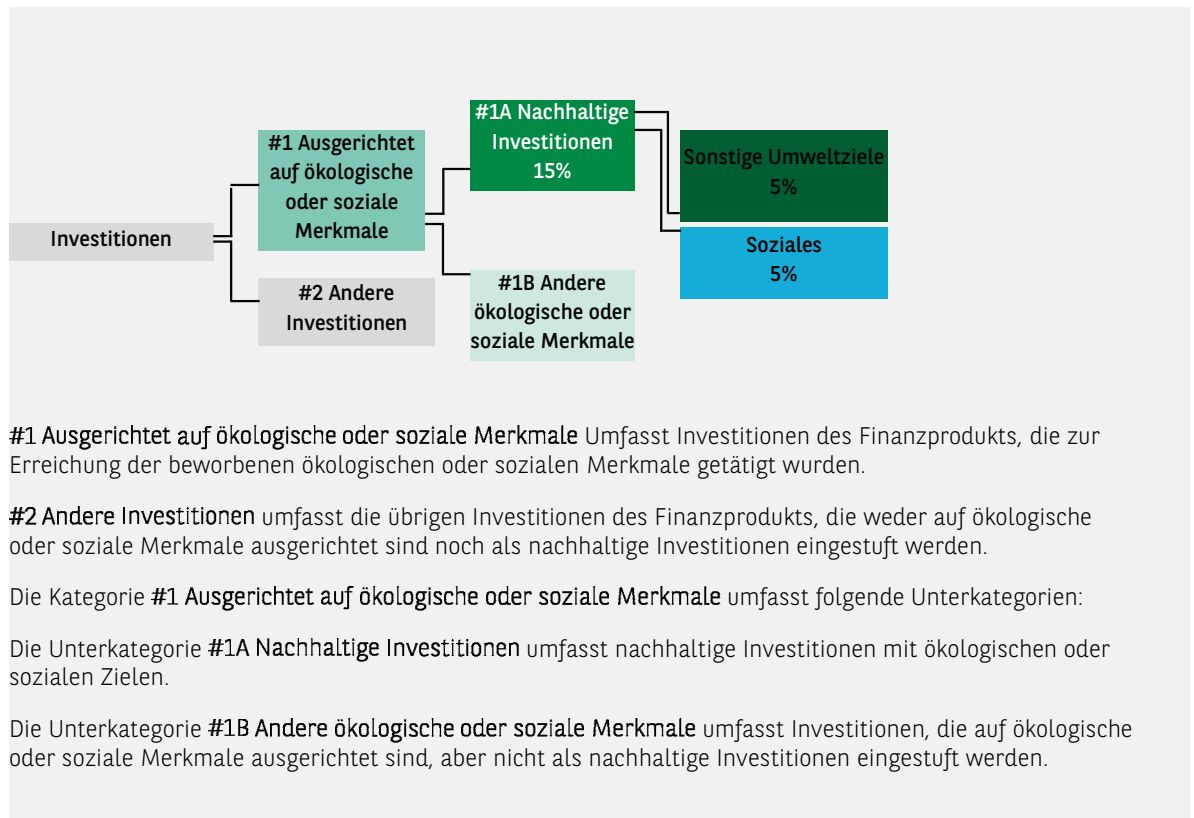 #1A Nachhaltige
Investitionen
15%
#1 Ausgerichtet
auf ökologische
oder soziale
Merkmale
Sonstige Umweltziele
5%
Investitionen
Soziales
5%
#2 Andere
Investitionen
#1B Andere
ökologische oder
soziale Merkmale
#1 Ausgerichtet auf ökologische oder soziale Merkmale Umfasst Investitionen des Finanzprodukts, die zur
Erreichung der beworbenen ökologischen oder sozialen Merkmale getätigt wurden.
#2 Andere Investitionen umfasst die übrigen Investitionen des Finanzprodukts, die weder auf ökologische
oder soziale Merkmale ausgerichtet sind noch als nachhaltige Investitionen eingestuft werden.
Die Kategorie #1 Ausgerichtet auf ökologische oder soziale Merkmale umfasst folgende Unterkategorien:
Die Unterkategorie #1A Nachhaltige Investitionen umfasst nachhaltige Investitionen mit ökologischen oder
sozialen Zielen.
Die Unterkategorie #1B Andere ökologische oder soziale Merkmale umfasst Investitionen, die auf ökologische
oder soziale Merkmale ausgerichtet sind, aber nicht als nachhaltige Investitionen eingestuft werden.